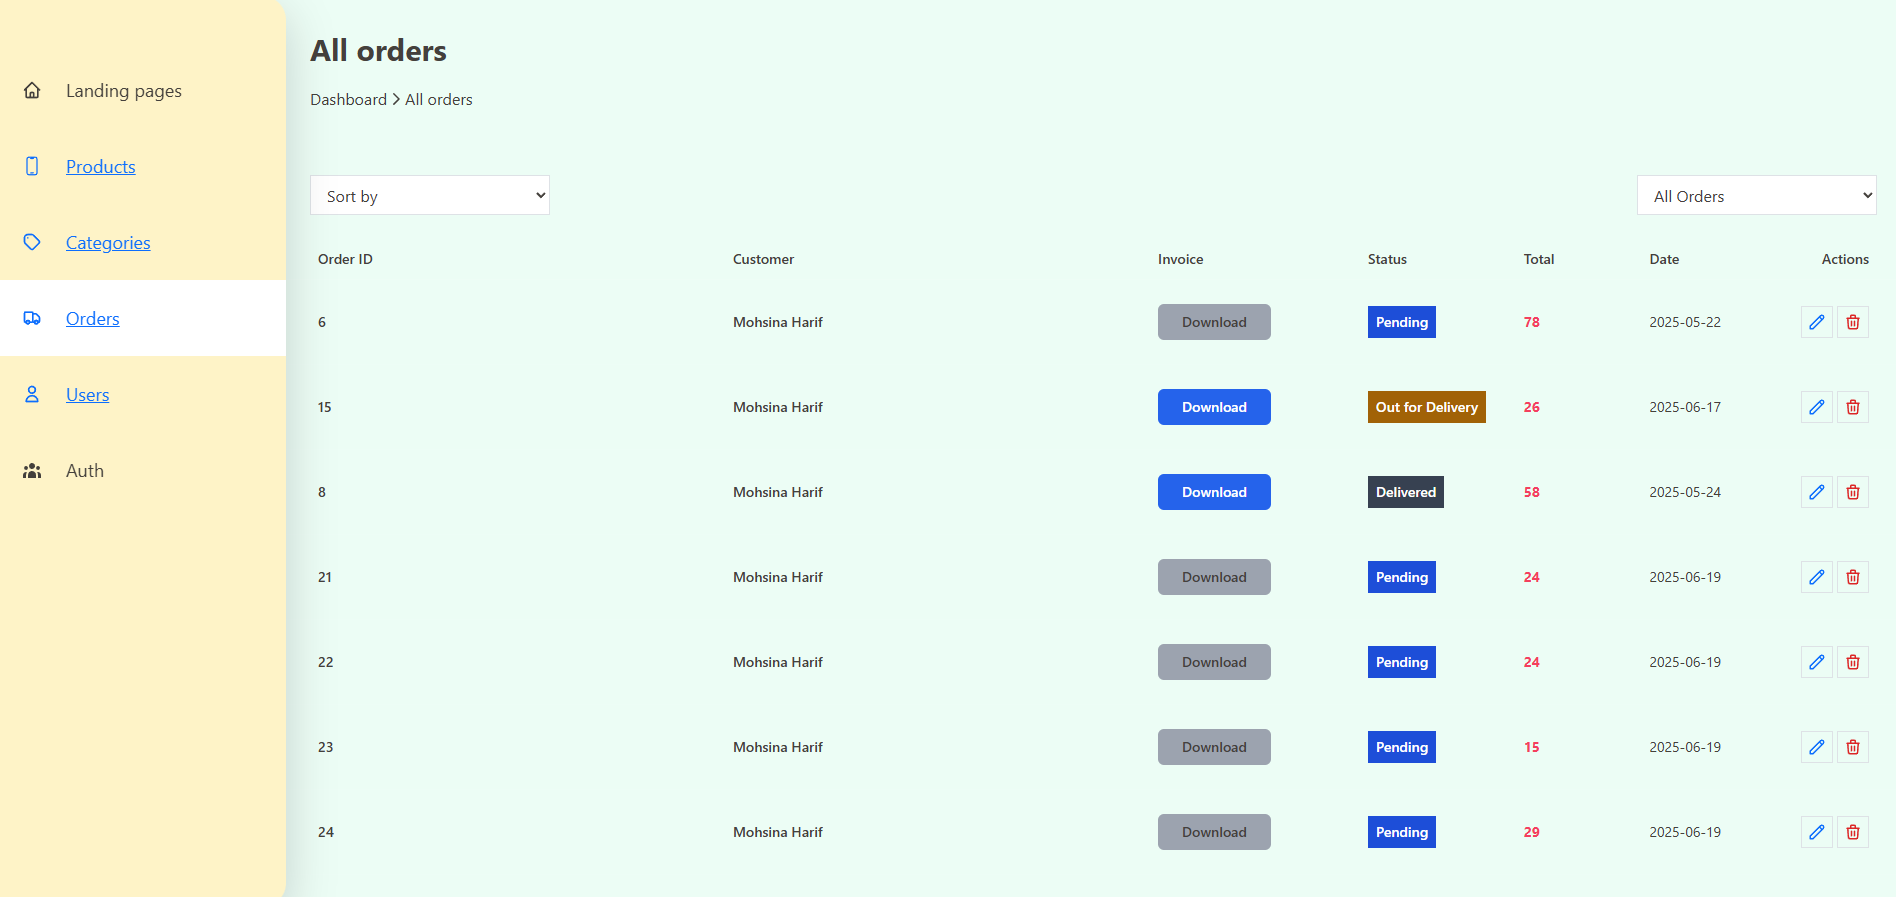 Landing pages
Products
Categories
Orders
Users
Auth
All orders
Dashboard > All orders
Sort by
All Orders
Order ID Customer Invoice Status Total Date Actions
6 Mohsina Harif Download Pending 78 2025-05-22
15 Mohsina Harif Download Out for Delivery 26 2025-06-17
8 Mohsina Harif Download Delivered 58 2025-05-24
21 Mohsina Harif Download Pending 24 2025-06-19
22 Mohsina Harif Download Pending 24 2025-06-19
23 Mohsina Harif Download Pending 15 2025-06-19
24 Mohsina Harif Download Pending 29 2025-06-19